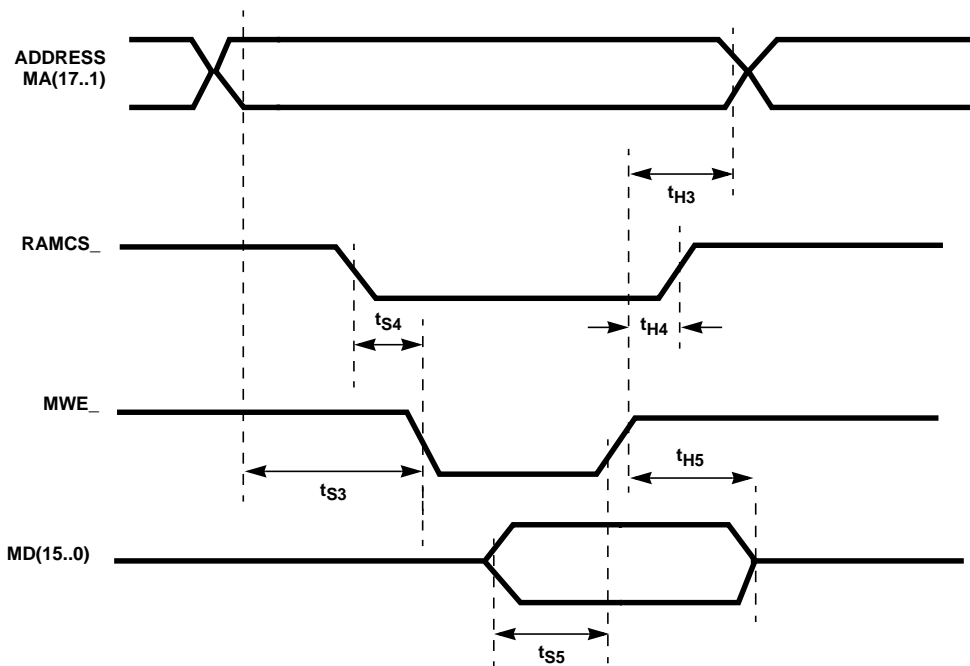 ADDRESS
MA(17..1)
tH3
RAMCS_
tS4
tH4
MWE_
tH5
tS3
MD(15..0)
tS5